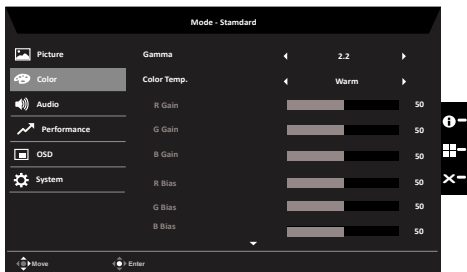 Mode - Standard
Picture
Gamma
2.2
Color
Color Temp.
Warm
Audio
R Gain
50
Performance
G Gain
50
OSD
B Gain
50
System
R Bias
50
G Bias
50
B Bias
50
Move
Enter